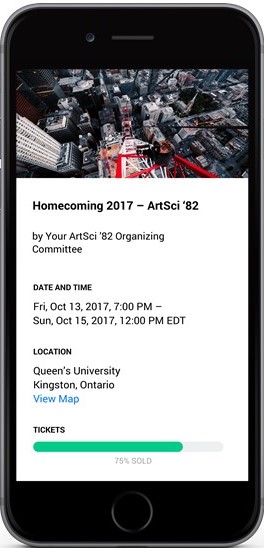 Homecoming 2017 – ArtSci '82
by Your ArtSci '82 Organizing
Committee
DATE AND TIME
Fri, Oct 13, 2017, 7:00 PM –
Sun, Oct 15, 2017, 12:00 PM EDT
LOCATION
Queen's University
Kingston, Ontario
View Map
TICKETS
75% SOLD